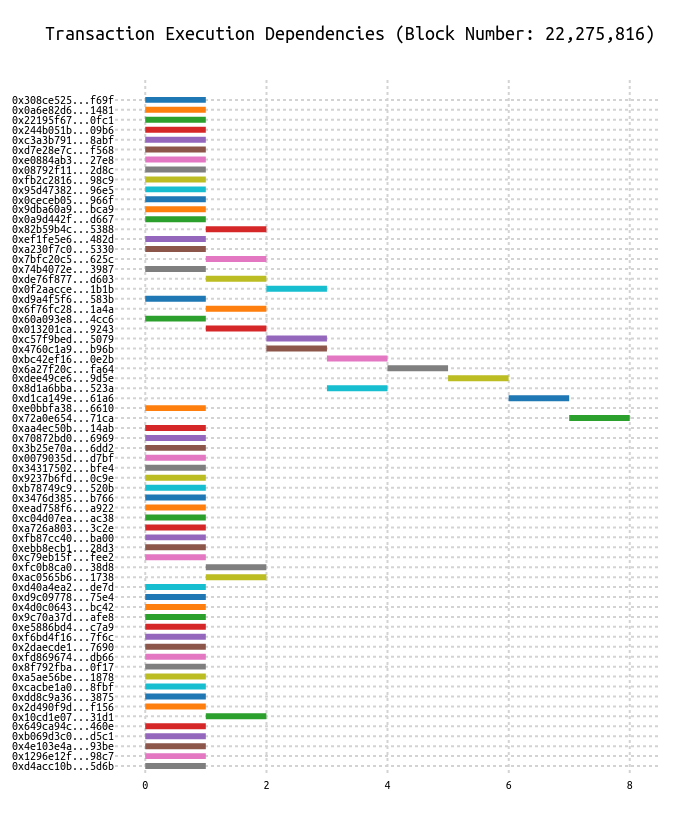 Transaction Execution Dependencies (Block Number: 22,275,816)
0x308ce525...f69f
0x0a6e82d6...1481
0x22195f67...0fc1
0x244b051b...09b6
0xc3a3b791...8abf
0xd7e28e7c...f568
0xe0884ab3...27e8
0x08792f11...2d8c
0xfb2c2816...98c9
0x95d47382...96e5
0x0ceceb05...966f
0x9dba60a9...bca9
0x0a9d442f...d667
0x82b59b4c...5388
0xef1fe5e6...482d
0xa230f7c0...5330
0x7bfc20c5...625c
0x74b4072e...3987
0xde76f877...d603
0x0f2aacce...1b1b
0xd9a4f5f6...583b
0x6f76fc28...1a4a
0x60a093e8...4cc6
0x013201ca...9243
0xc57f9bed...5079
0x4760c1a9...b96b
0xbc42ef16...0e2b
0x6a27f20c...fa64
0xdee49ce6...9d5e
0x8d1a6bba...523a
0xd1ca149e...61a6
0xe0bbfa38...6610
0x72a0e654...71ca
0xaa4ec50b...14ab
0x70872bd0...6969
0x3b25e70a...6dd2
0x0079035d...d7bf
0x34317502...bfe4
0x9237b6fd...0c9e
0xb78749c9...520b
0x3476d385...b766
0xead758f6...a922
0xc04d07ea...ac38
0xa726a803...3c2e
0xfb87cc40...ba00
0xebb8ecb1...28d3
0xc79eb15f...fee2
0xfc0b8ca0...38d8
0xac0565b6...1738
0xd40a4ea2...de7d
0xd9c09778...75e4
0x4d0c0643...bc42
0x9c70a37d...afe8
0xe5886bd4...c7a9
0xf6bd4f16...7f6c
0x2daecde1...7690
0xfd869674...db66
0x8f792fba...0f17
0xa5ae56be...1878
0xcacbe1a0...8fbf
0xdd8c9a36...3875
0x2d490f9d...f156
0x10cd1e07...31d1
0x649ca94c...460e
0xb069d3c0...d5c1
0x4e103e4a...93be
0x1296e12f...98c7
0xd4acc10b...5d6b
0 2 4 6 8